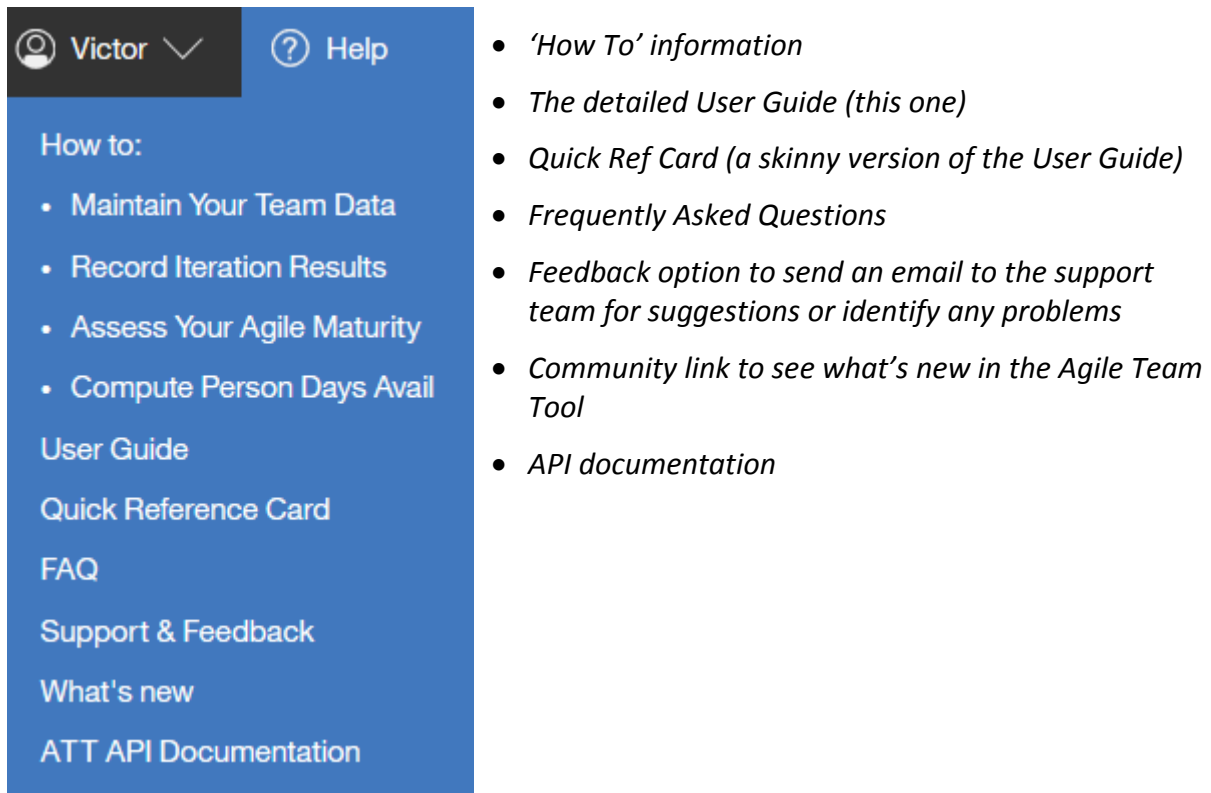 Victor
Help
How to:
• Maintain Your Team Data
• Record Iteration Results
• Assess Your Agile Maturity
• Compute Person Days Avail
User Guide
Quick Reference Card
FAQ
Support & Feedback
What's new
ATT API Documentation
• ‘How To’ information
• The detailed User Guide (this one)
• Quick Ref Card (a skinny version of the User Guide)
• Frequently Asked Questions
• Feedback option to send an email to the support
team for suggestions or identify any problems
• Community link to see what’s new in the Agile Team
Tool
• API documentation